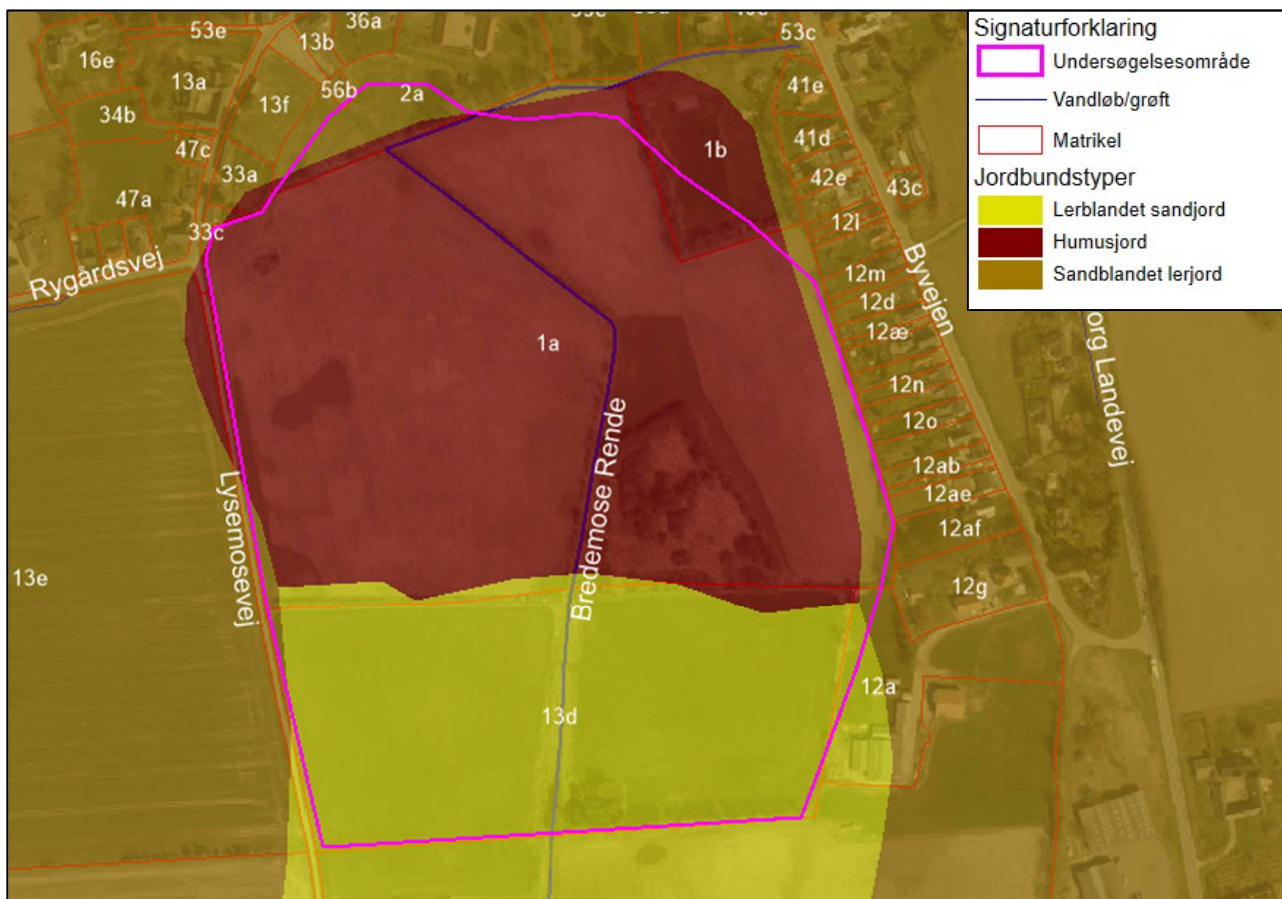 Signaturforklaring
Undersøgelsesområde
Vandløb/grøft
Matrikel
Jordbundstyper
Lerblandet sandjord
Humusjord
Sandblandet lerjord
53e
36a
13b
53c
16e
13a
56b
2a
41e
13f
34b
47c
1b
41d
33a
42e
43c
47a
33c
12i
Rygårdsvej
12m
Byvejen
12d
12æ
1a
org Landevej
12n
12o
Bredemose Rende
12ab
Lysemosevej
12ae
12af
13e
12g
12a
13d